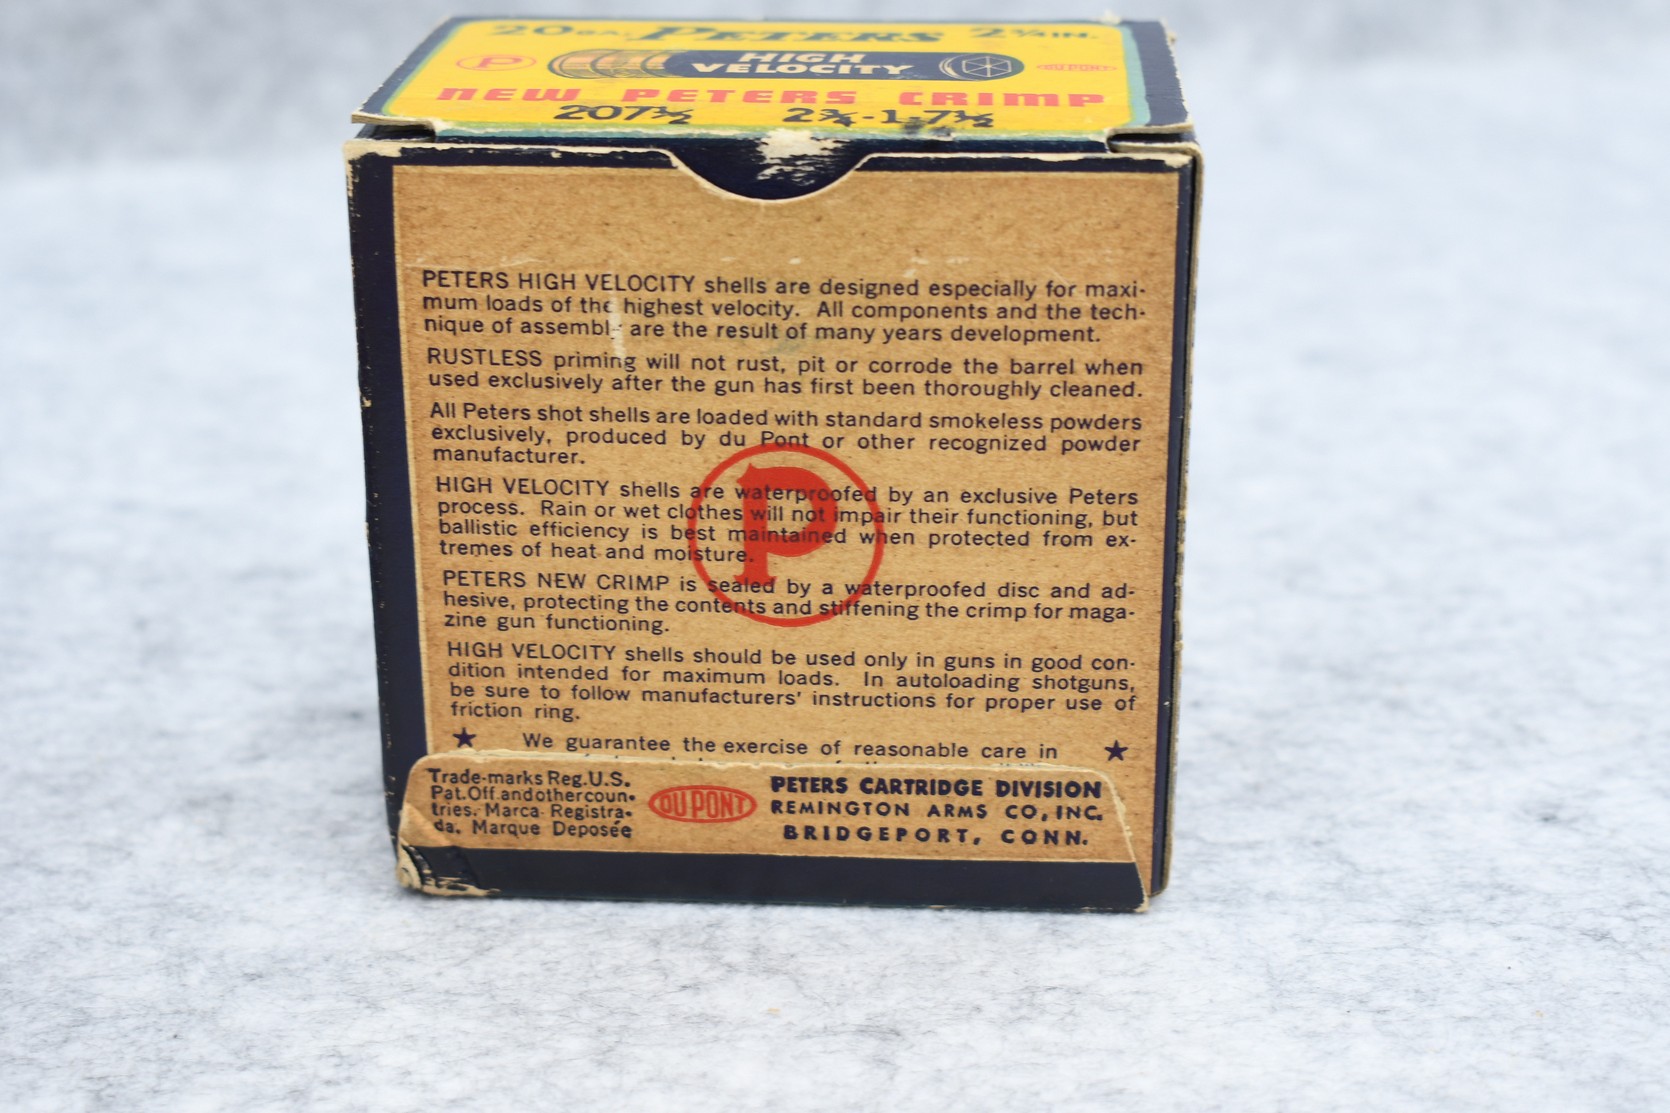 20 GA. PETERS 2 3/4 IN.
P HIGH VELOCITY DU PONT
NEW PETERS CRIMP
207½ 2¾-1-7½
PETERS HIGH VELOCITY shells are designed especially for maxi-
mum loads of the highest velocity. All components and the tech-
nique of assembl are the result of many years development.
RUSTLESS priming will not rust, pit or corrode the barrel when
used exclusively after the gun has first been thoroughly cleaned.
All Peters shot shells are loaded with standard smokeless powders
exclusively, produced by du Pont or other recognized powder
manufacturer.
P
HIGH VELOCITY shells are waterproofed by an exclusive Peters
process. Rain or wet clothes will not impair their functioning, but
ballistic efficiency is best maintained when protected from ex-
tremes of heat and moisture.
PETERS NEW CRIMP is sealed by a waterproofed disc and ad-
hesive, protecting the contents and stiffening the crimp for maga-
zine gun functioning.
HIGH VELOCITY shells should be used only in guns in good con-
dition intended for maximum loads. In autoloading shotguns,
be sure to follow manufacturers' instructions for proper use of
friction ring.
★ We guarantee the exercise of reasonable care in ★
Trade-marks Reg. U.S.
Pat. Off. and other coun-
tries. Marca Registra-
da. Marque Deposée
DU PONT
PETERS CARTRIDGE DIVISION
REMINGTON ARMS CO, INC.
BRIDGEPORT, CONN.